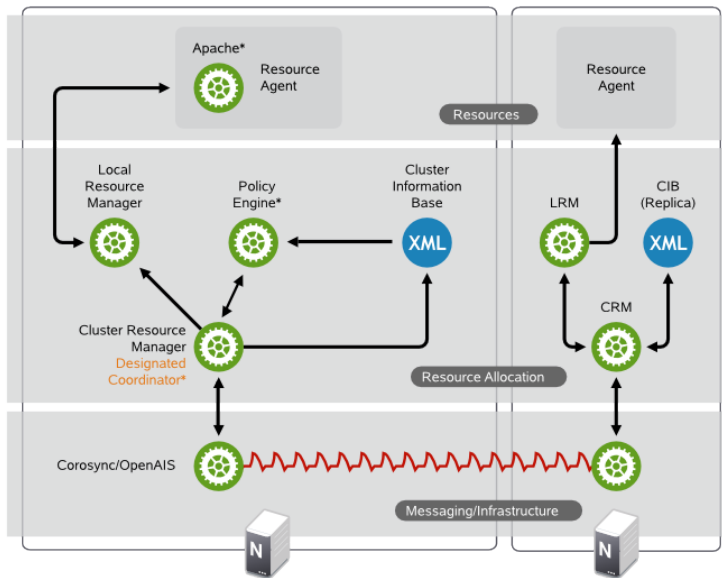 Apache*
Resource
Agent
Resource
Agent
Resources
Local
Resource
Manager
Policy
Engine*
Cluster
Information
Base
XML
LRM
CIB
(Replica)
XML
CRM
Cluster Resource
Manager
Designated
Coordinator*
Resource Allocation
Corosync/OpenAIS
Messaging/Infrastructure
N
N